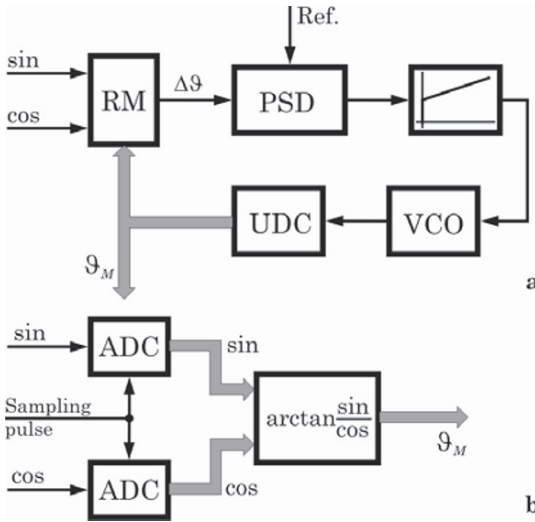 Ref.
sin
cos
RM
Δϑ
PSD
UDC
VCO
ϑM
a
sin
ADC
sin
Sampling
pulse
arctan sin/cos
ϑM
cos
ADC
cos
b